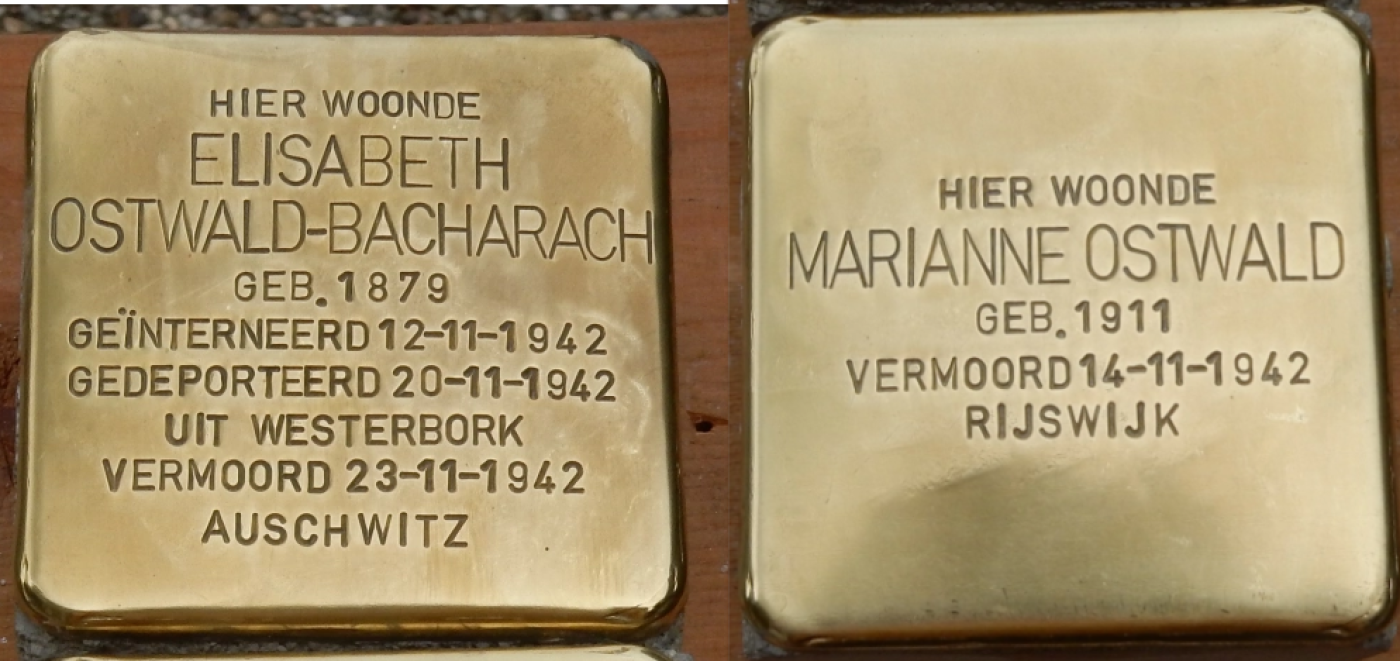 HIER WOONDE
ELISABETH
OSTWALD-BACHARACH
GEB. 1879
GEÏNTERNEERD 12-11-1942
GEDEPORTEERD 20-11-1942
UIT WESTERBORK
VERMOORD 23-11-1942
AUSCHWITZ
HIER WOONDE
MARIANNE OSTWALD
GEB. 1911
VERMOORD 14-11-1942
RIJSWIJK